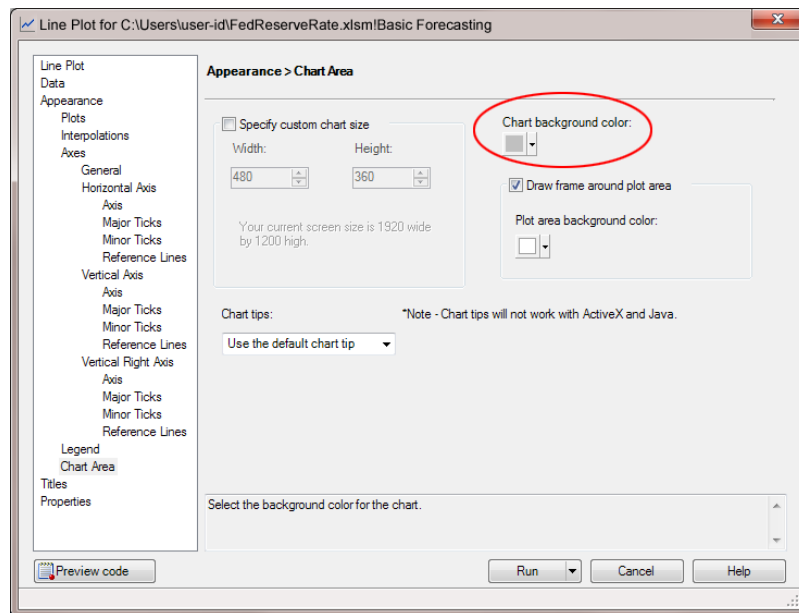 Line Plot for C:\Users\user-id\FedReserveRate.xlsm!Basic Forecasting
Line Plot
Data
Appearance
Plots
Interpolations
Axes
General
Horizontal Axis
Axis
Major Ticks
Minor Ticks
Reference Lines
Vertical Axis
Axis
Major Ticks
Minor Ticks
Reference Lines
Vertical Right Axis
Axis
Major Ticks
Minor Ticks
Reference Lines
Legend
Chart Area
Titles
Properties
Appearance > Chart Area
Specify custom chart size
Width: Height:
480 360
Your current screen size is 1920 wide
by 1200 high.
Chart background color:
Draw frame around plot area
Plot area background color:
Chart tips: *Note - Chart tips will not work with ActiveX and Java.
Use the default chart tip
Select the background color for the chart.
Preview code Run Cancel Help